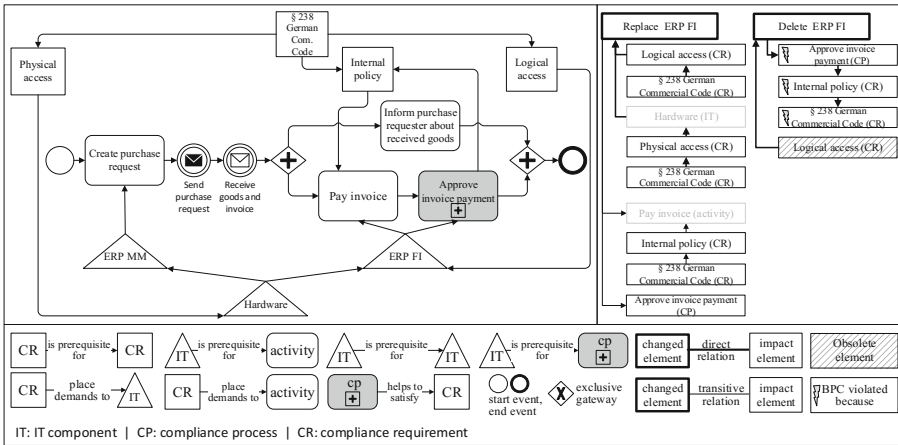 § 238
German
Com.
Code
Physical
access
Internal
policy
Logical
access
Inform purchase
requester about
received goods
Create purchase
request
Send
purchase
request
Receive
goods and
invoice
Pay invoice
Approve
invoice payment
ERP MM
ERP FI
Hardware
Replace ERP FI
Logical access (CR)
§ 238 German
Commercial Code (CR)
Hardware (IT)
Physical access (CR)
§ 238 German
Commercial Code (CR)
Pay invoice (activity)
Internal policy (CR)
§ 238 German
Commercial Code (CR)
Approve invoice payment
(CP)
Delete ERP FI
Approve invoice
payment (CP)
Internal policy (CR)
§ 238 German
Commercial Code (CR)
Logical access (CR)
CR is prerequisite for CR
IT is prerequisite for activity
IT is prerequisite for IT
IT is prerequisite for cp
changed element direct relation impact element
Obsolete
element
CR place demands to IT
CR place demands to activity
cp helps to satisfy CR
start event,
end event
X exclusive gateway
changed element transitive relation impact element
BPC violated
because
IT: IT component | CP: compliance process | CR: compliance requirement